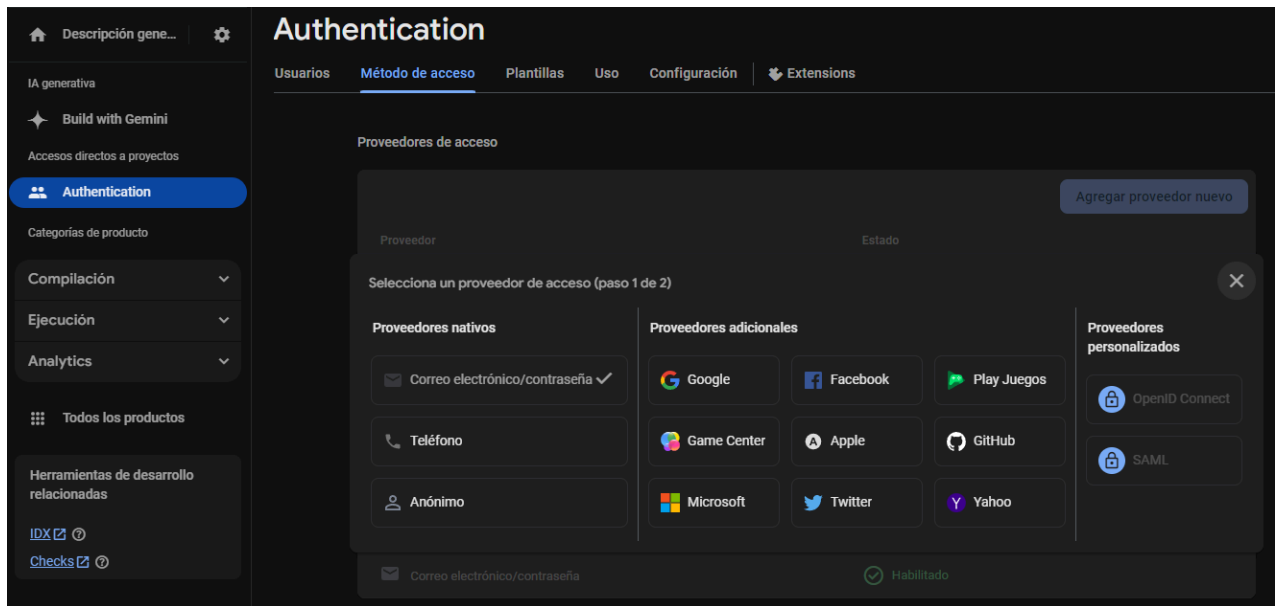 Descripción gene...
IA generativa
Build with Gemini
Accesos directos a proyectos
Authentication
Categorías de producto
Compilación
Ejecución
Analytics
Todos los productos
Herramientas de desarrollo
relacionadas
IDX
Checks
Authentication
Usuarios
Método de acceso
Plantillas
Uso
Configuración
Extensions
Proveedores de acceso
Agregar proveedor nuevo
Proveedor
Estado
Selecciona un proveedor de acceso (paso 1 de 2)
Proveedores nativos
Correo electrónico/contraseña
Teléfono
Anónimo
Proveedores adicionales
Google
Facebook
Play Juegos
Game Center
Apple
GitHub
Microsoft
Twitter
Yahoo
Proveedores
personalizados
OpenID Connect
SAML
Correo electrónico/contraseña
Habilitado